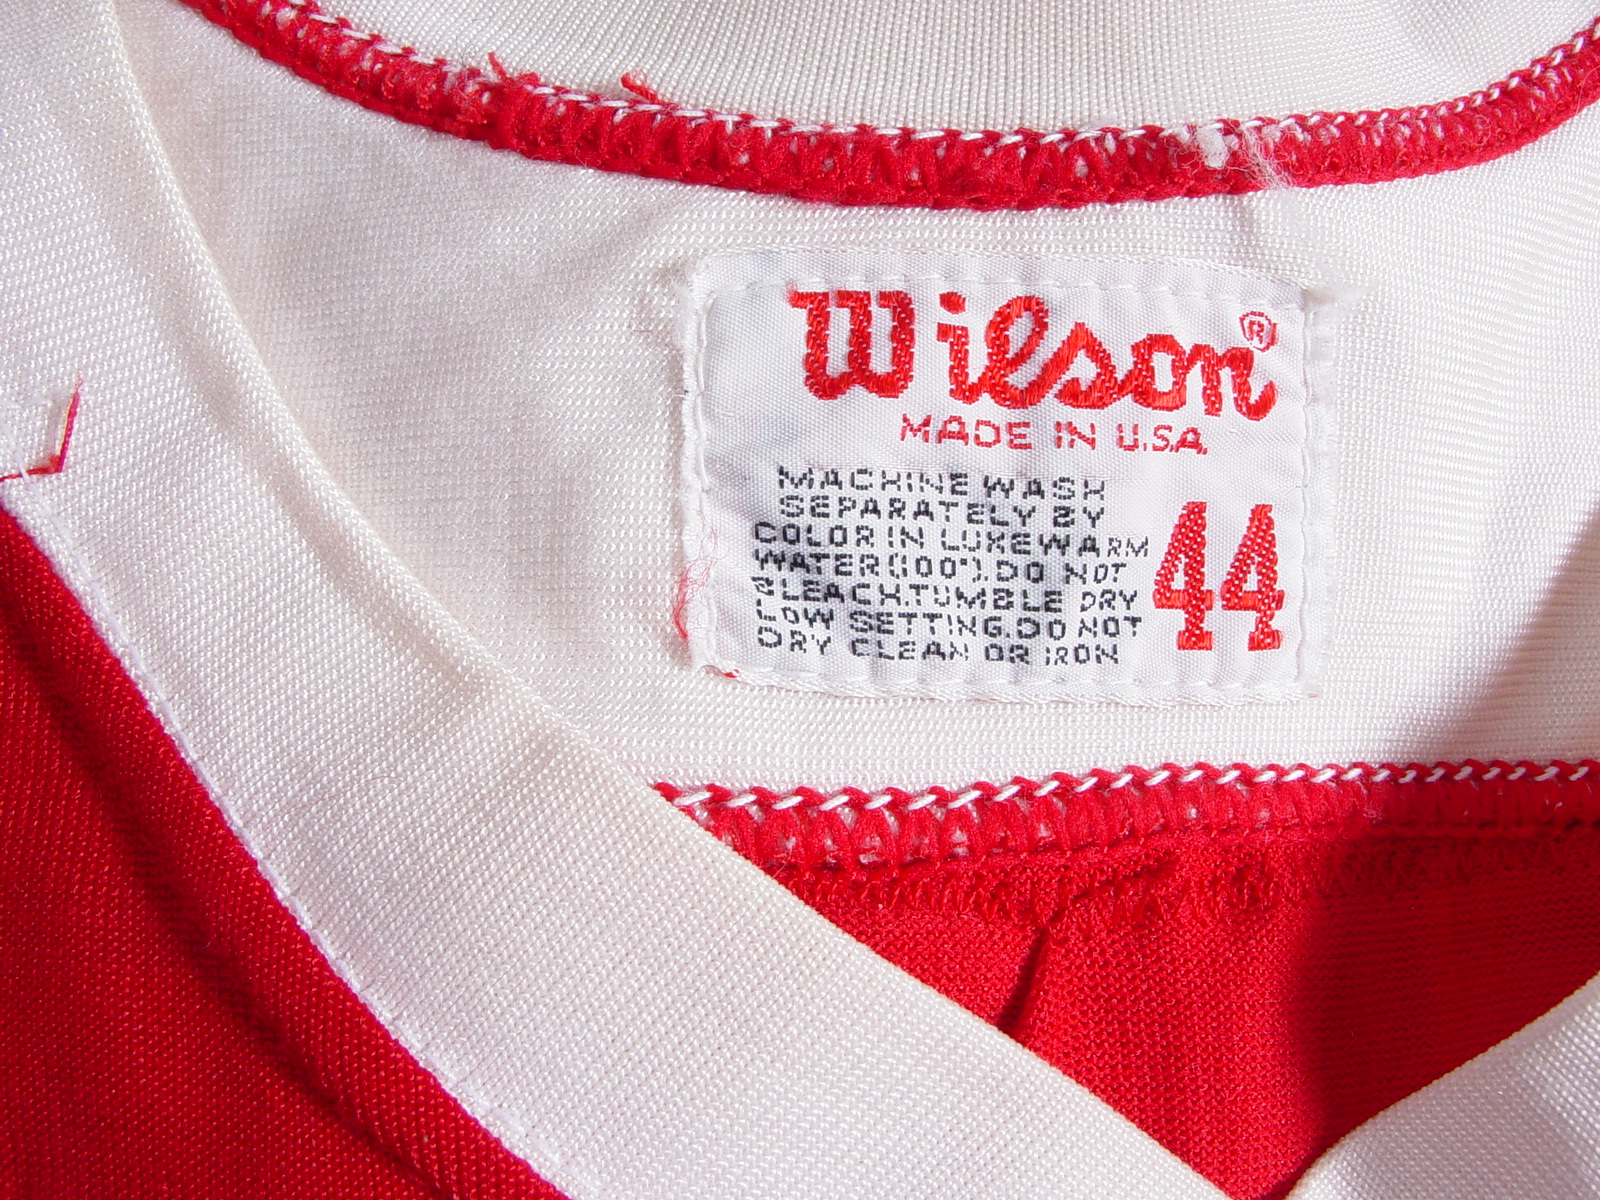 Wilson®
MADE IN U.S.A.
MACHINE WASH
SEPARATELY BY
COLOR IN LUKEWARM
WATER (100°). DO NOT
BLEACH. TUMBLE DRY
LOW SETTING. DO NOT
DRY CLEAN OR IRON
44